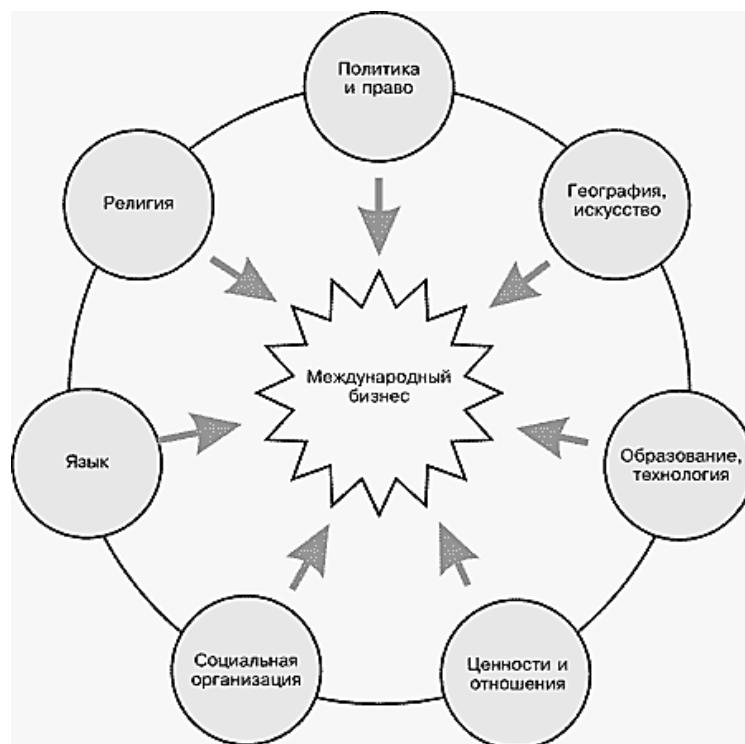 Политика
и право
География,
искусство
Религия
Международный
бизнес
Язык
Образование,
технология
Социальная
организация
Ценности и
отношения